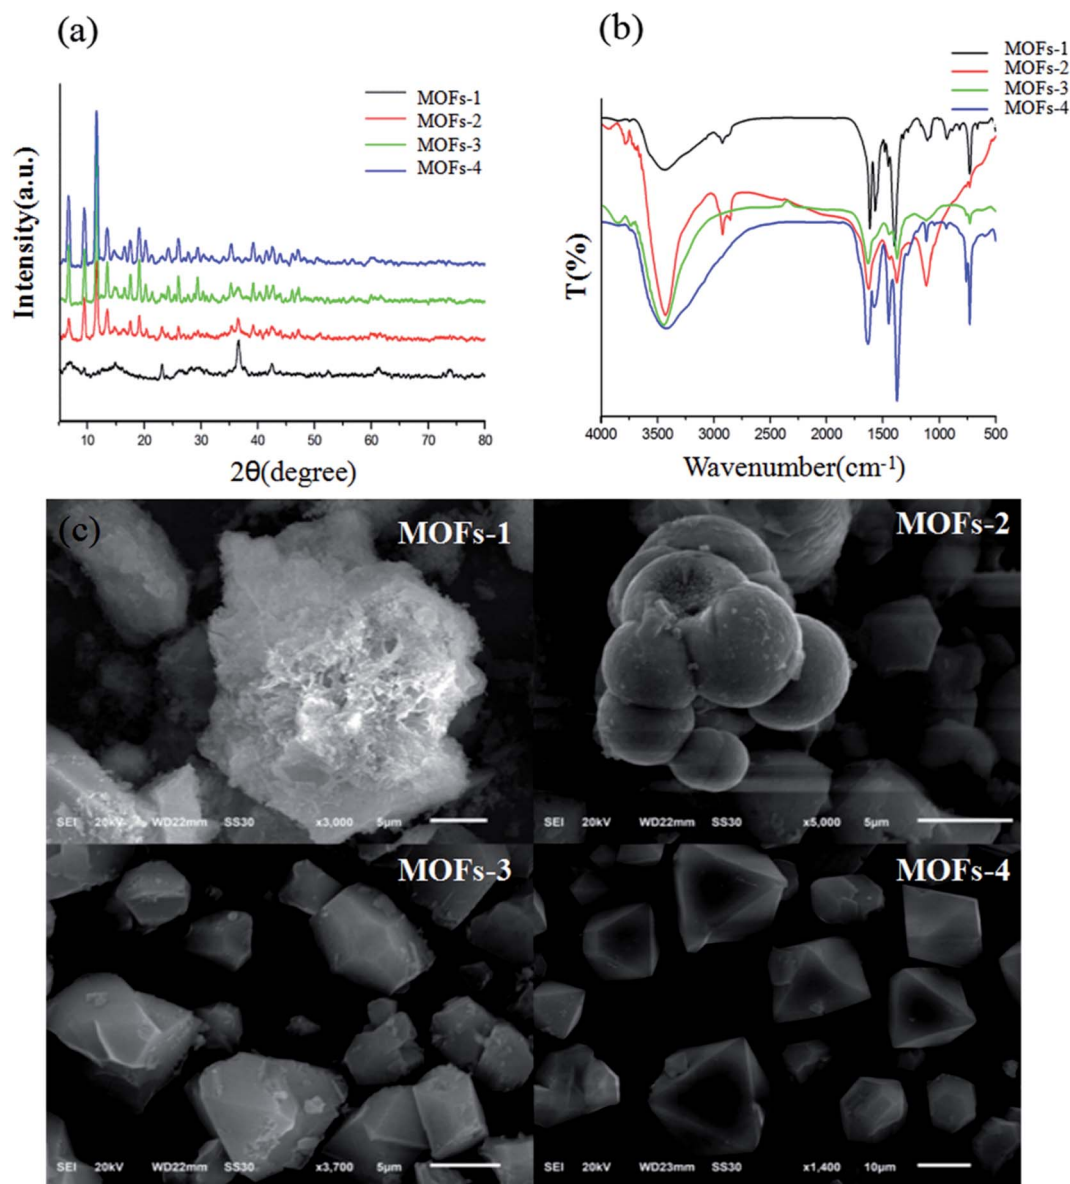 (a)
MOFs-1
MOFs-2
MOFs-3
MOFs-4
Intensity(a.u.)
10 20 30 40 50 60 70 80
2θ(degree)
(b)
MOFs-1
MOFs-2
MOFs-3
MOFs-4
T(%)
4000 3500 3000 2500 2000 1500 1000 500
Wavenumber(cm-1)
(c)
MOFs-1
SEI 20kV WD22mm SS30 x3,000 5µm
MOFs-2
SEI 20kV WD22mm SS30 x5,000 5µm
MOFs-3
SEI 20kV WD22mm SS30 x3,700 5µm
MOFs-4
SEI 20kV WD23mm SS30 x1,400 10µm